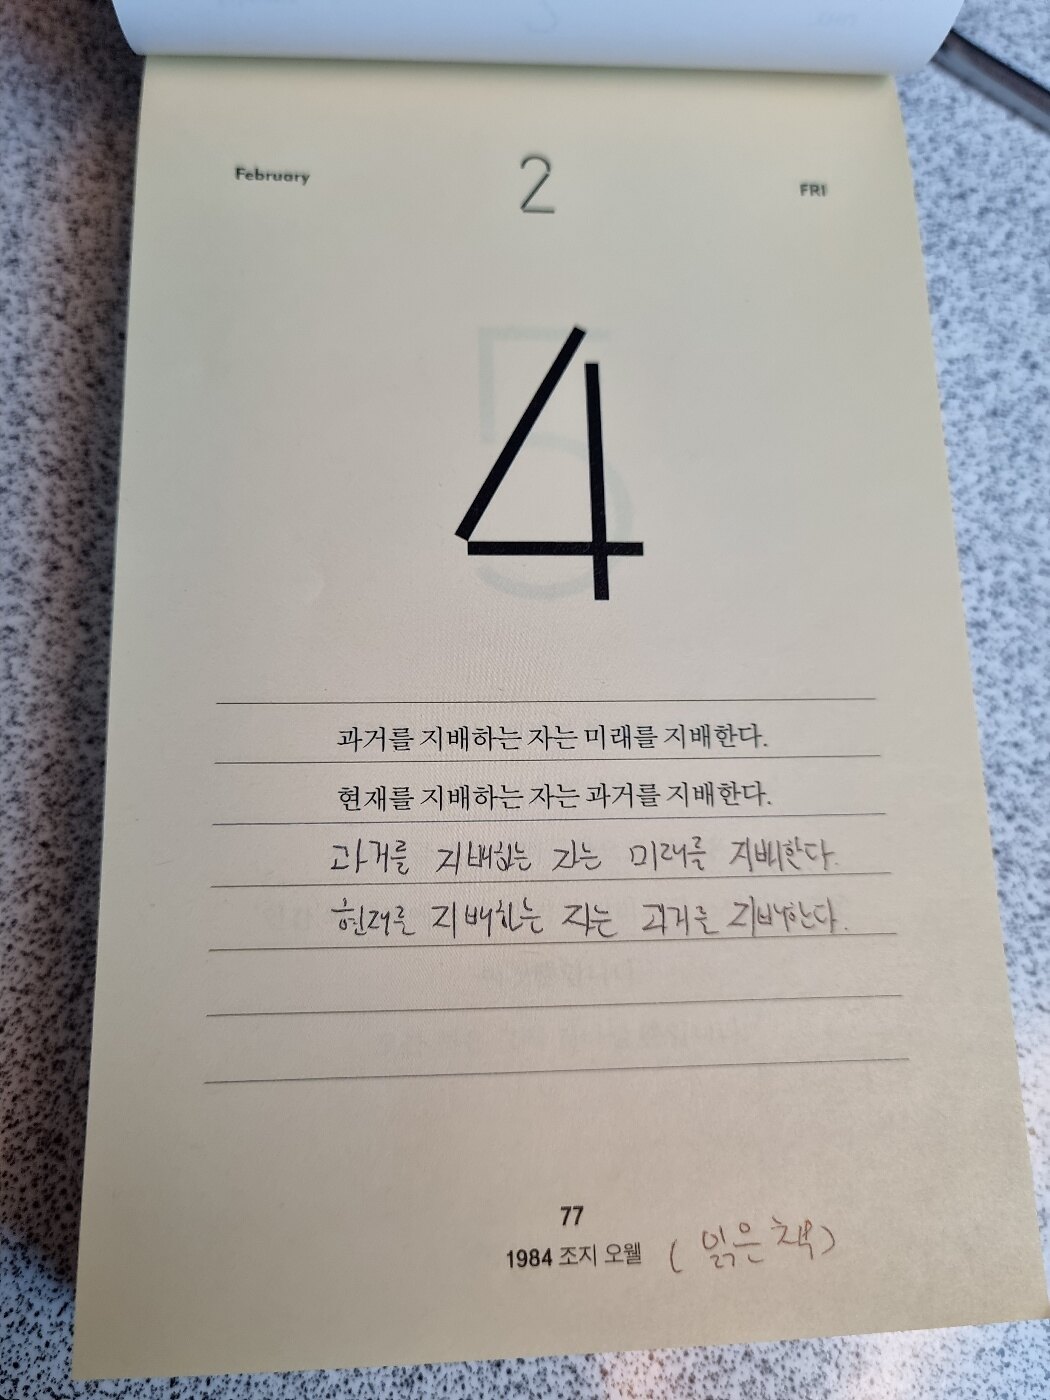 February 2 FRI
4
과거를 지배하는 자는 미래를 지배한다.
현재를 지배하는 자는 과거를 지배한다.
과거를 지배하는 자는 미래를 지배한다.
현재를 지배하는 자는 과거를 지배한다.
77
1984 조지 오웰 (읽은 책)